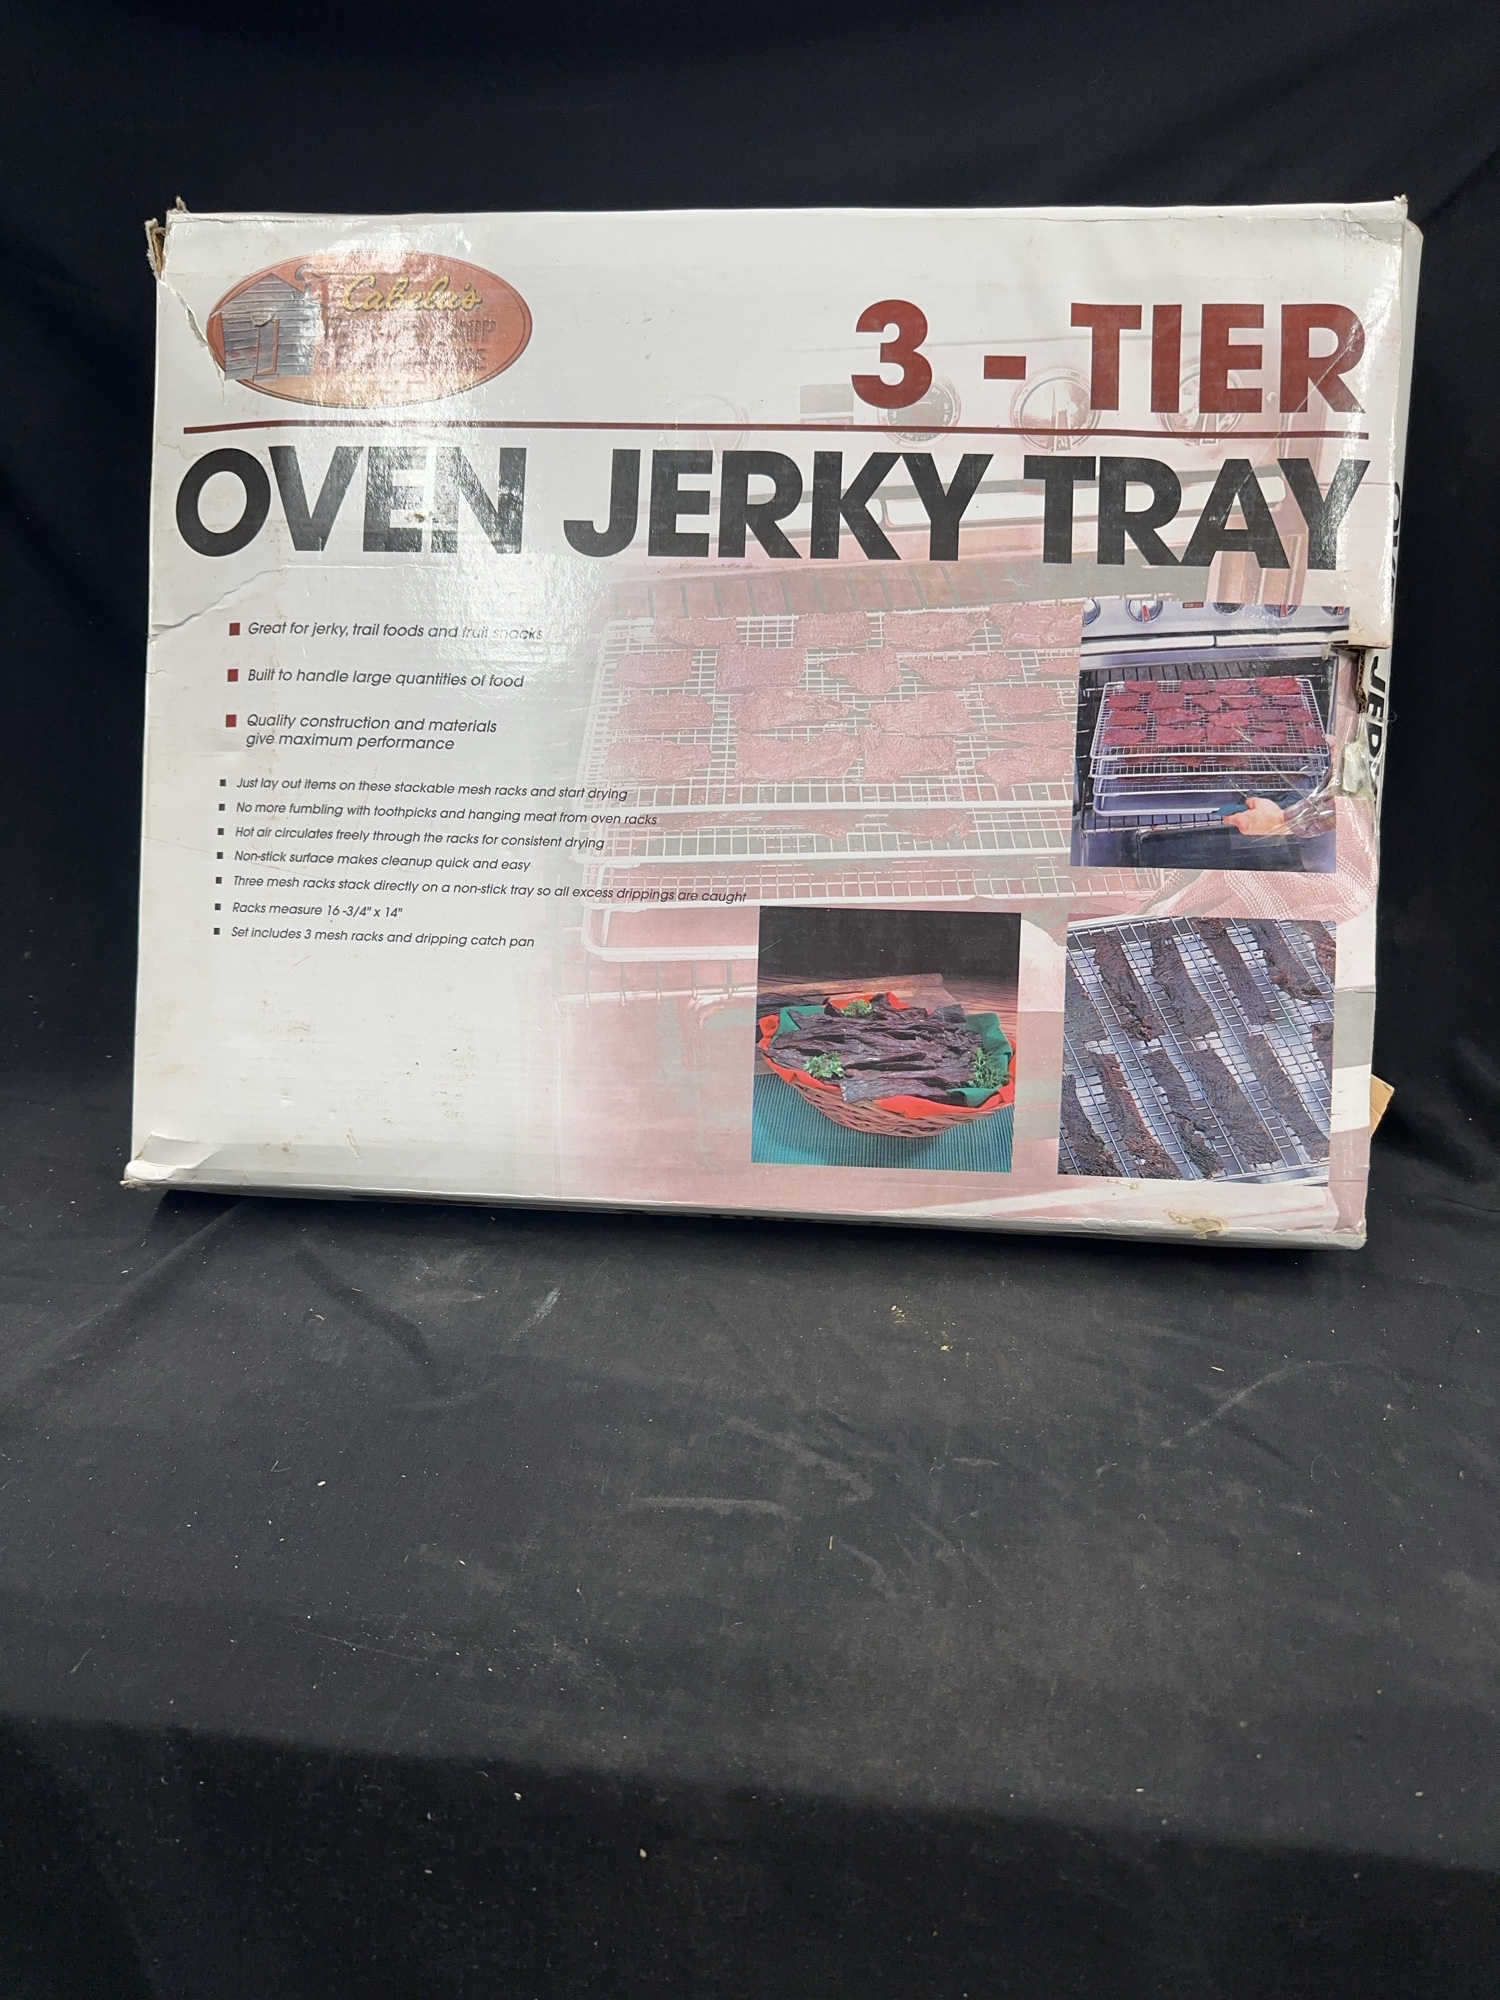 Cabela's
3 - TIER
OVEN JERKY TRAY
Great for jerky, trail foods and fruit snacks
Built to handle large quantities of food
Quality construction and materials
give maximum performance
Just lay out items on these stackable mesh racks and start drying
No more fumbling with toothpicks and hanging meat from oven racks
Hot air circulates freely through the racks for consistent drying
Non-stick surface makes cleanup quick and easy
Three mesh racks stack directly on a non-stick tray so all excess drippings are caught
Racks measure 16 -3/4" x 14"
Set includes 3 mesh racks and dripping catch pan